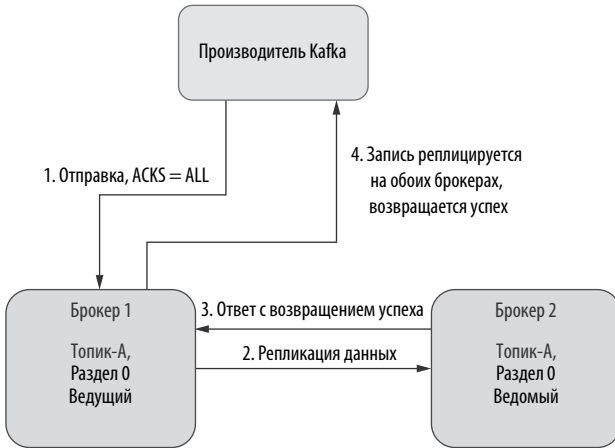 Производитель Kafka
1. Отправка, ACKS = ALL
4. Запись реплицируется
на обоих брокерах,
возвращается успех
Брокер 1
Топик-A,
Раздел 0
Ведущий
3. Ответ с возвращением успеха
2. Репликация данных
Брокер 2
Топик-A,
Раздел 0
Ведомый